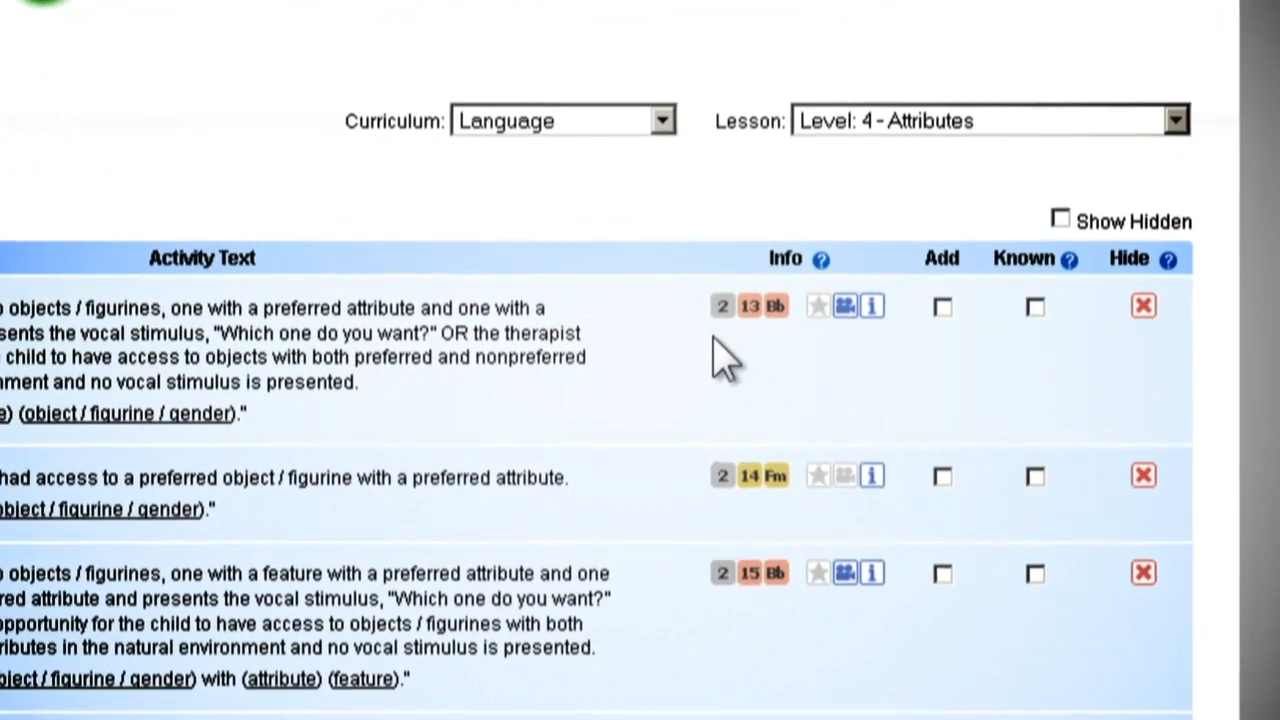 Curriculum: Language Lesson: Level: 4 - Attributes
Show Hidden
Activity Text Info ? Add Known ? Hide ?
objects / figurines, one with a preferred attribute and one with a 2 13 Bb i
sents the vocal stimulus, "Which one do you want?" OR the therapist
child to have access to objects with both preferred and nonpreferred
nment and no vocal stimulus is presented.
e) (object / figurine / gender)."
had access to a preferred object / figurine with a preferred attribute. 2 14 Fm i
object / figurine / gender)."
objects / figurines, one with a feature with a preferred attribute and one 2 15 Bb i
red attribute and presents the vocal stimulus, "Which one do you want?"
opportunity for the child to have access to objects / figurines with both
ributes in the natural environment and no vocal stimulus is presented.
bject / figurine / gender) with (attribute) (feature)."